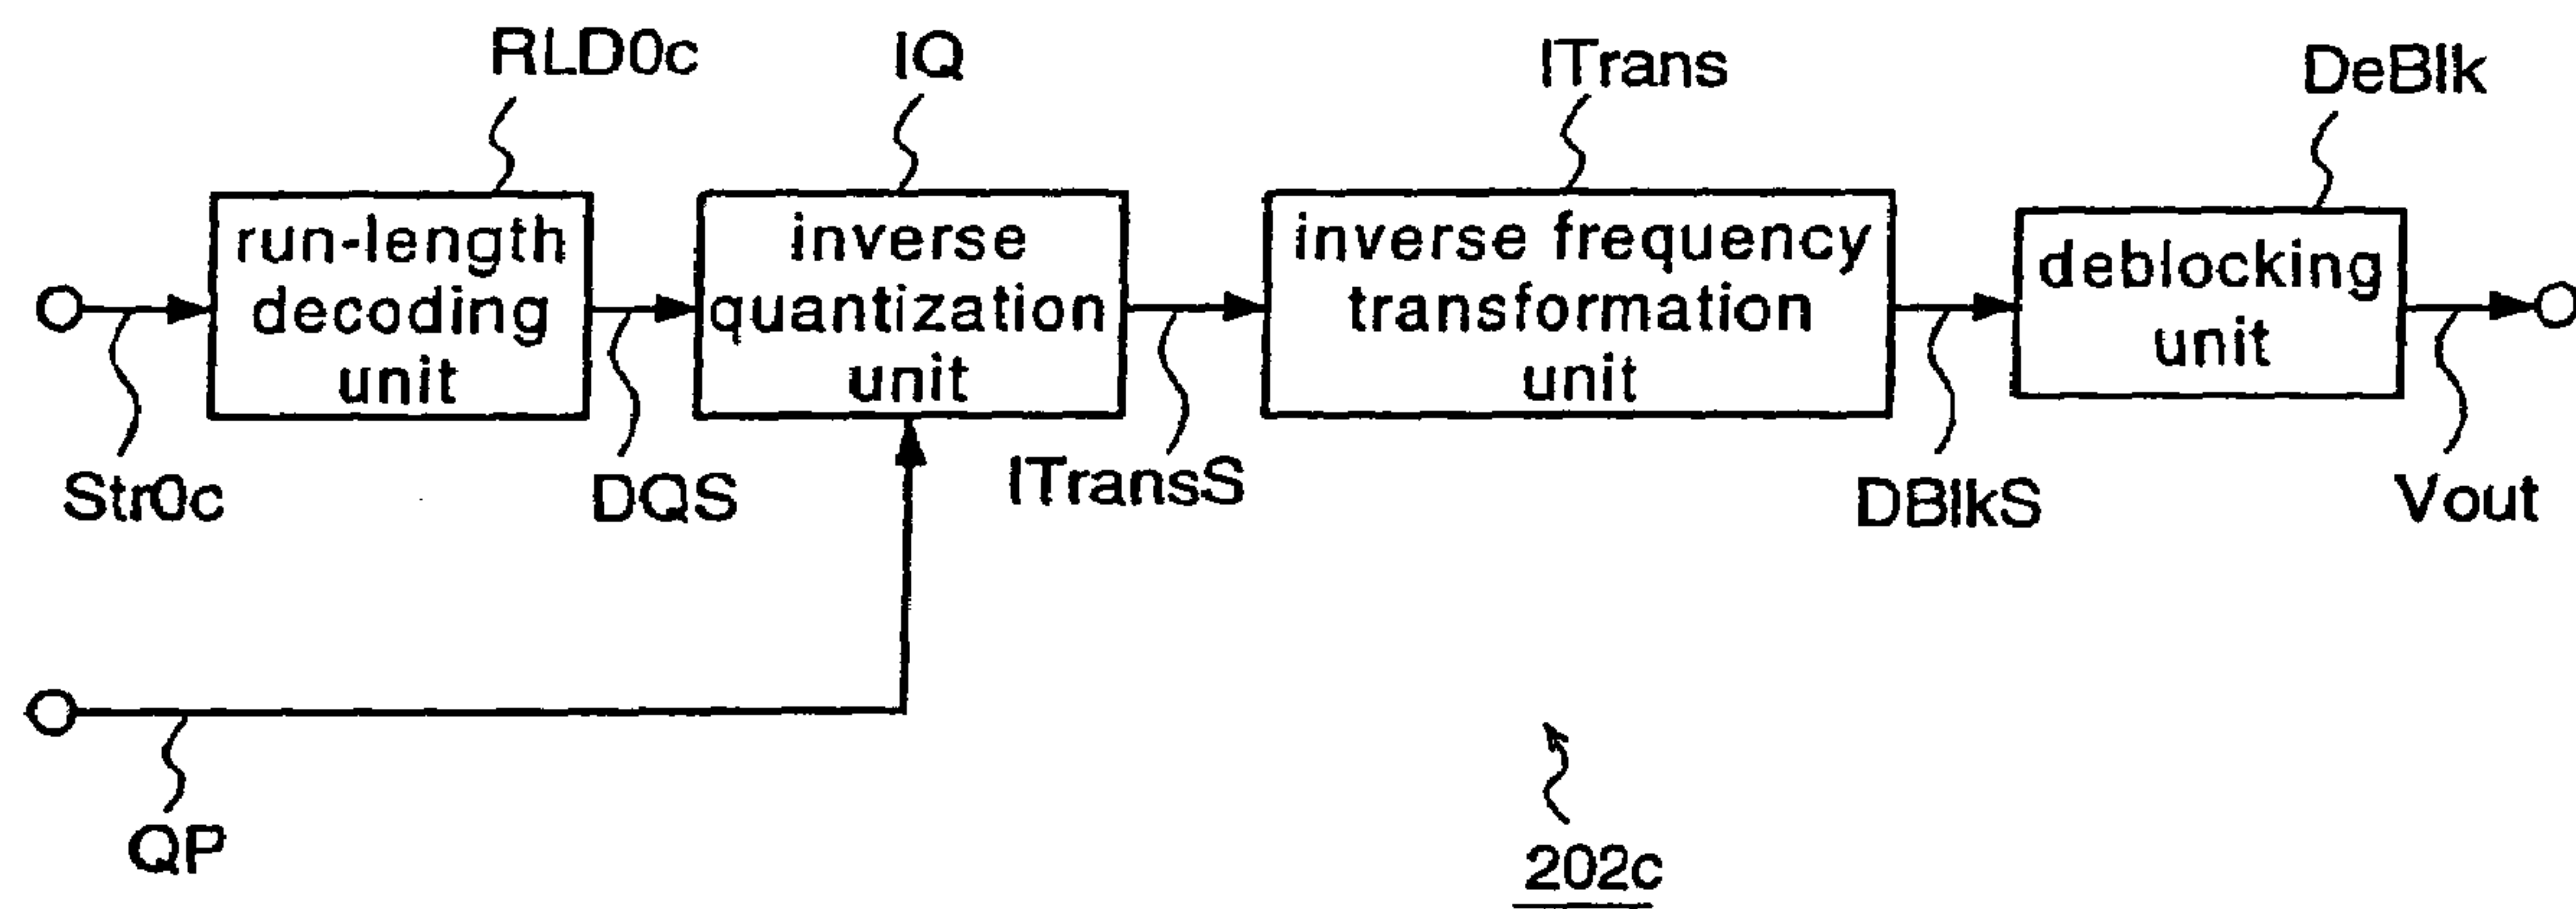 RLD0c
IQ
ITrans
DeBlk
run-length
decoding
unit
inverse
quantization
unit
inverse frequency
transformation
unit
deblocking
unit
Str0c
DQS
ITransS
DBlkS
Vout
QP
202c